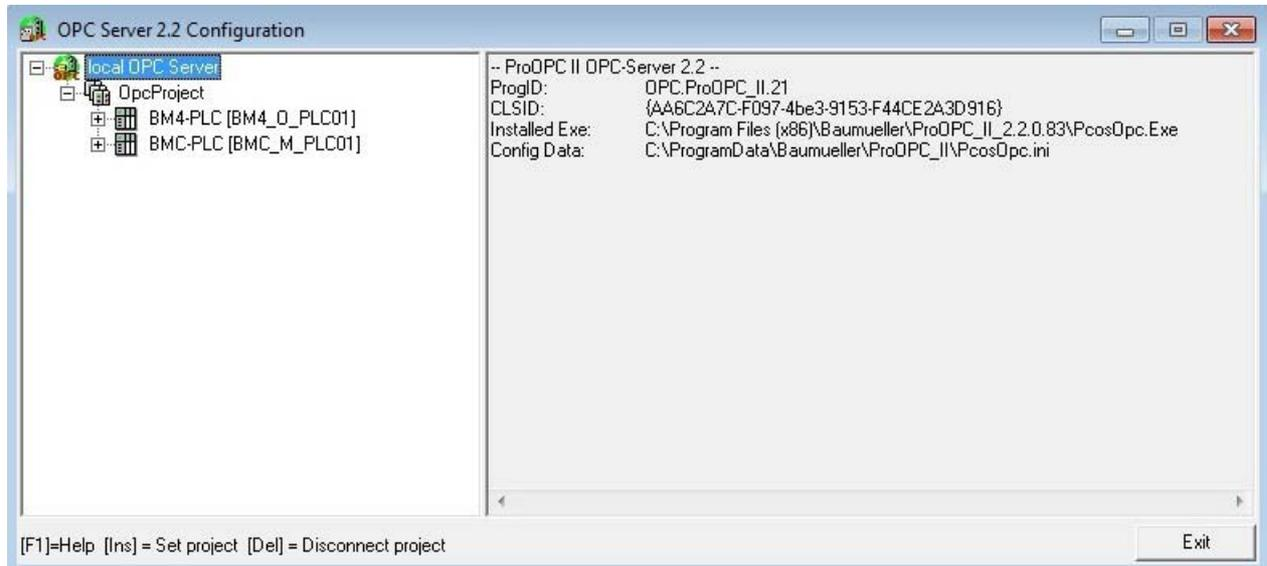 OPC Server 2.2 Configuration
local OPC Server
OpcProject
BM4-PLC [BM4_O_PLC01]
BMC-PLC [BMC_M_PLC01]
-- ProOPC II OPC-Server 2.2 --
ProgID: OPC.ProOPC_II.21
CLSID: {AA6C2A7C-F097-4be3-9153-F44CE2A3D916}
Installed Exe: C:\Program Files (x86)\Baumueller\ProOPC_II_2.2.0.83\PcosOpc.Exe
Config Data: C:\ProgramData\Baumueller\ProOPC_II\PcosOpc.ini
[F1]=Help [Ins] = Set project [Del] = Disconnect project
Exit